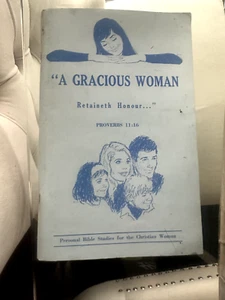 "A GRACIOUS WOMAN
Retaineth Honour..."
PROVERBS 11-16
Personal Bible Studies for the Christian Woman